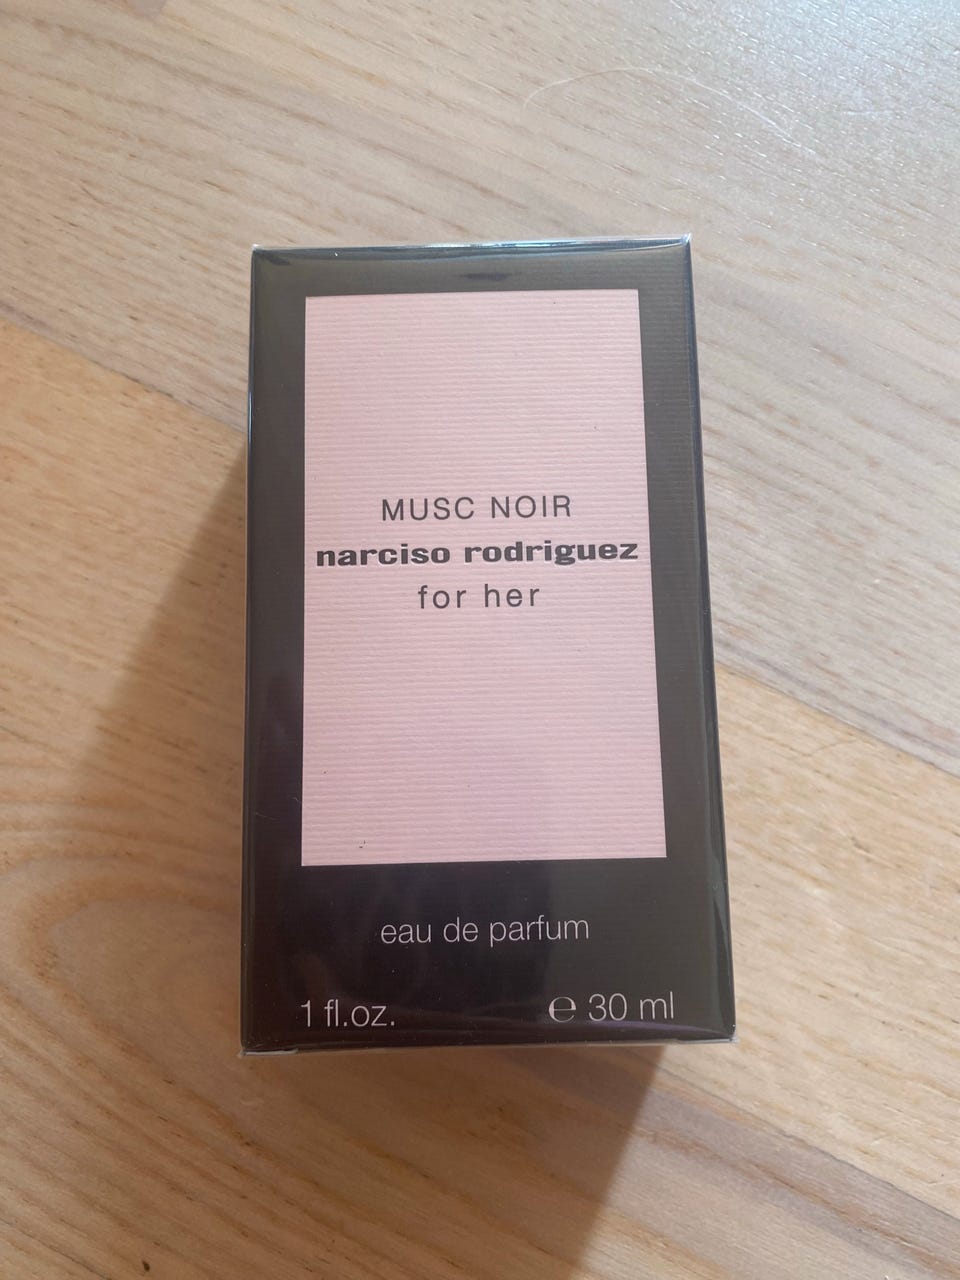 MUSC NOIR
narciso rodriguez
for her
eau de parfum
1 fl.oz. ℮ 30 ml